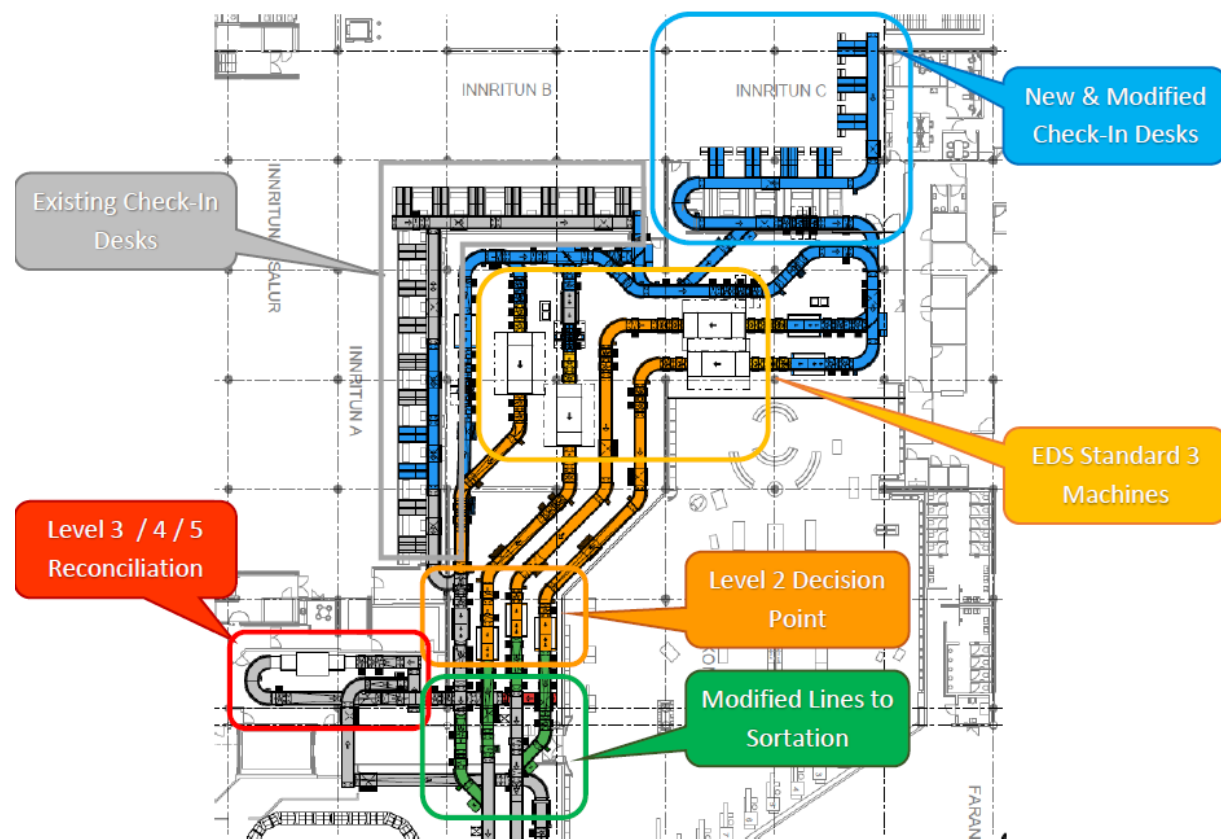 INNRITUN B
INNRITUN C
New & Modified
Check-In Desks
Existing Check-In
Desks
INNRITUN
SALUR
INNRITUN A
EDS Standard 3
Machines
Level 3 / 4 / 5
Reconciliation
Level 2 Decision
Point
KO
Modified Lines to
Sortation
FARAN